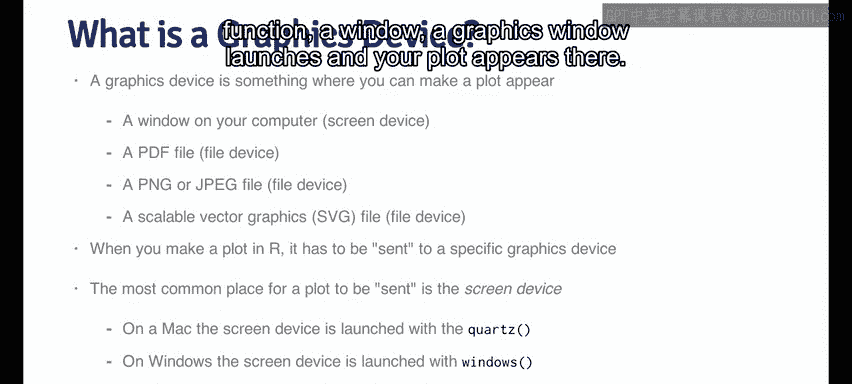 What is a Graphics Device?
function, a window, a graphics window
launches and your plot appears there.
· A graphics device is something where you can make a plot appear
- A window on your computer (screen device)
- A PDF file (file device)
- A PNG or JPEG file (file device)
- A scalable vector graphics (SVG) file (file device)
· When you make a plot in R, it has to be "sent" to a specific graphics device
· The most common place for a plot to be "sent" is the screen device
- On a Mac the screen device is launched with the quartz()
- On Windows the screen device is launched with windows()